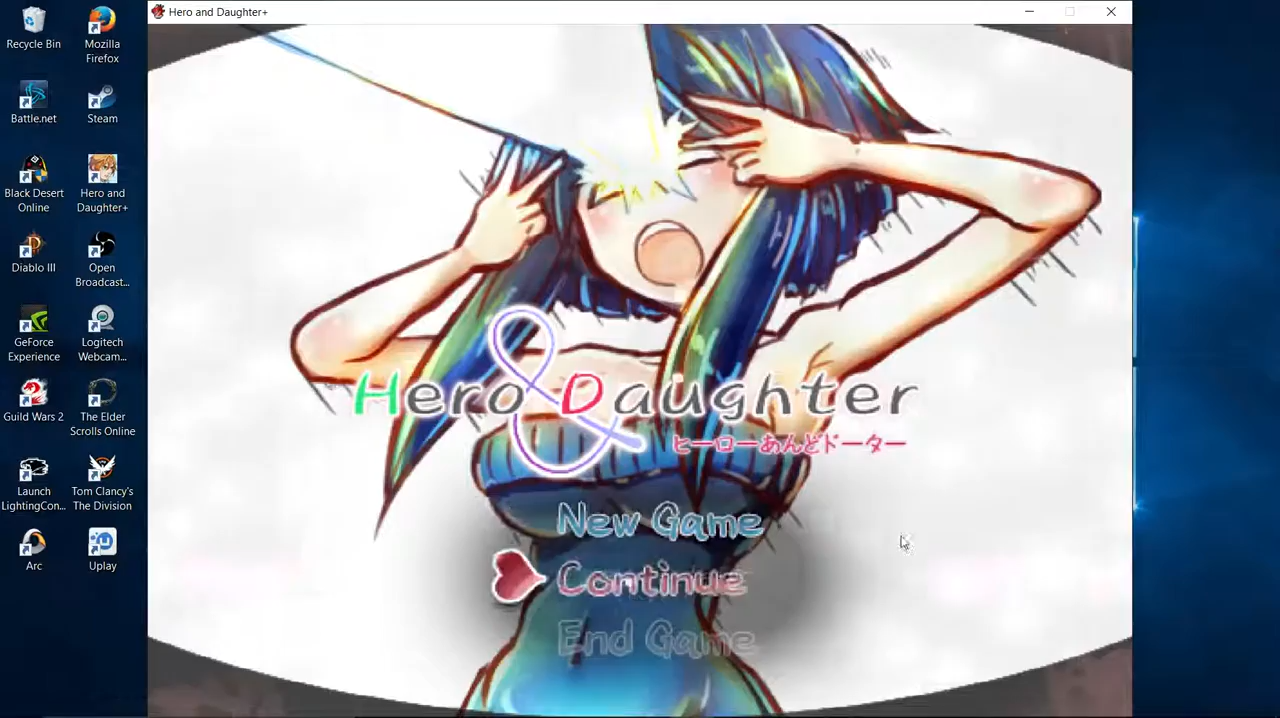 Hero and Daughter+
Recycle Bin
Mozilla
Firefox
Battle.net
Steam
Black Desert
Online
Hero and
Daughter+
Diablo III
Open
Broadcast...
GeForce
Experience
Logitech
Webcam...
Guild Wars 2
The Elder
Scrolls Online
Launch
LightingCon...
Tom Clancy's
The Division
Arc
Uplay
Hero & Daughter
ヒーローあんどドーター
New Game
Continue
End Game